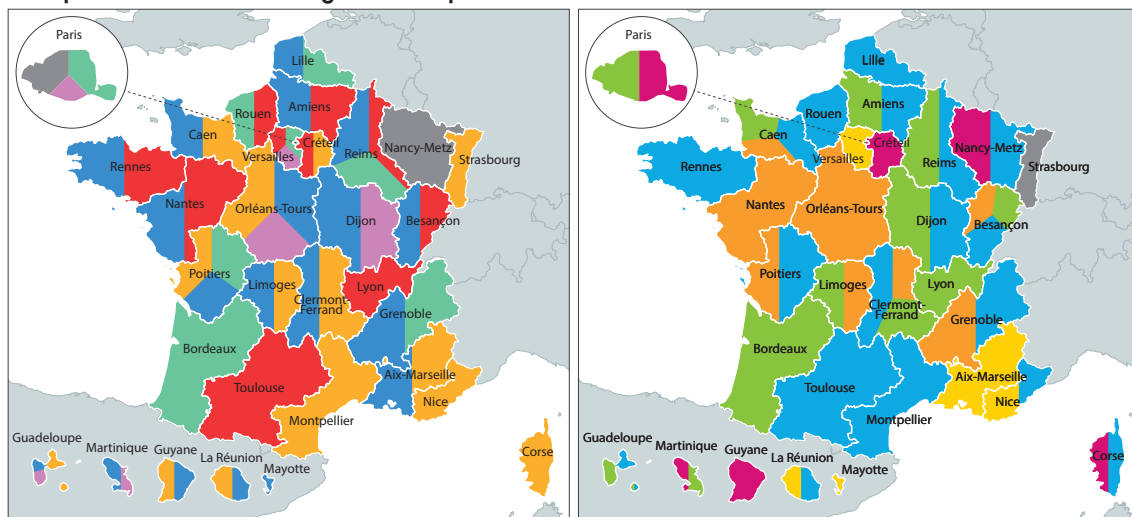 Paris
Lille
Amiens
Rouen
Caen
Versailles
Créteil
Reims
Nancy-Metz
Strasbourg
Rennes
Nantes
Orléans-Tours
Dijon
Besançon
Poitiers
Limoges
Clermont-
Ferrand
Lyon
Grenoble
Bordeaux
Toulouse
Aix-Marseille
Nice
Montpellier
Corse
Guadeloupe
Martinique
Guyane
La Réunion
Mayotte
Paris
Lille
Amiens
Rouen
Caen
Versailles
Créteil
Reims
Nancy-Metz
Strasbourg
Rennes
Nantes
Orléans-Tours
Dijon
Besançon
Poitiers
Limoges
Clermont-
Ferrand
Lyon
Grenoble
Bordeaux
Toulouse
Aix-Marseille
Nice
Montpellier
Corse
Guadeloupe
Martinique
Guyane
La Réunion
Mayotte